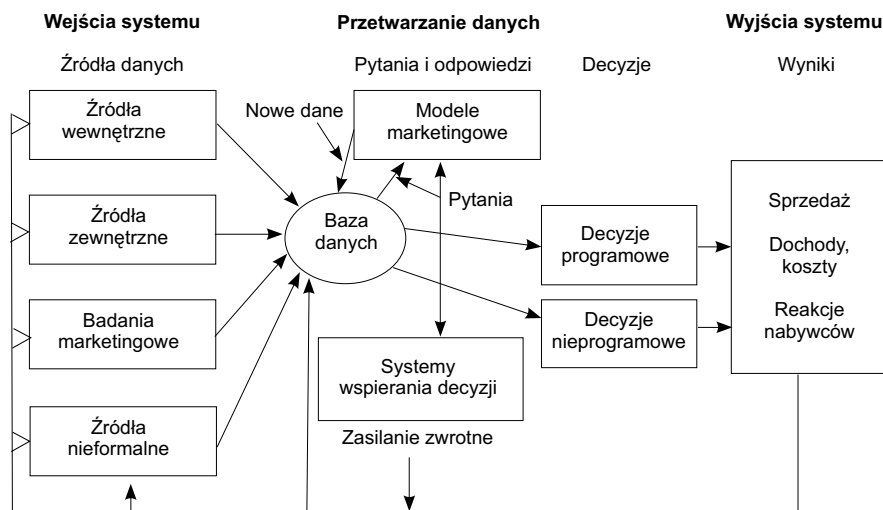 Wejścia systemu
Przetwarzanie danych
Wyjścia systemu
Źródła danych
Pytania i odpowiedzi
Decyzje
Wyniki
Źródła
wewnętrzne
Nowe dane
Modele
marketingowe
Źródła
zewnętrzne
Baza
danych
Pytania
Decyzje
programowe
Sprzedaż
Dochody,
koszty
Reakcje
nabywców
Badania
marketingowe
Decyzje
nieprogramowe
Systemy
wspierania decyzji
Źródła
nieformalne
Zasilanie zwrotne